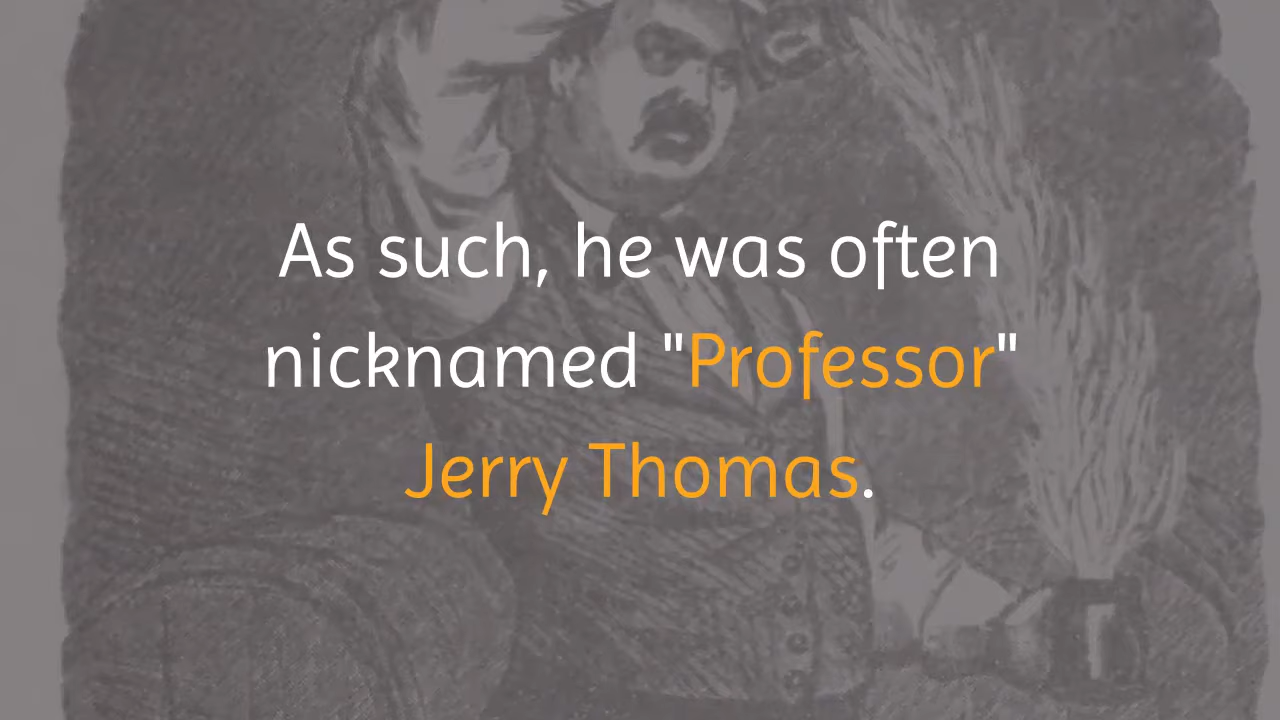 As such, he was often
nicknamed "Professor"
Jerry Thomas.